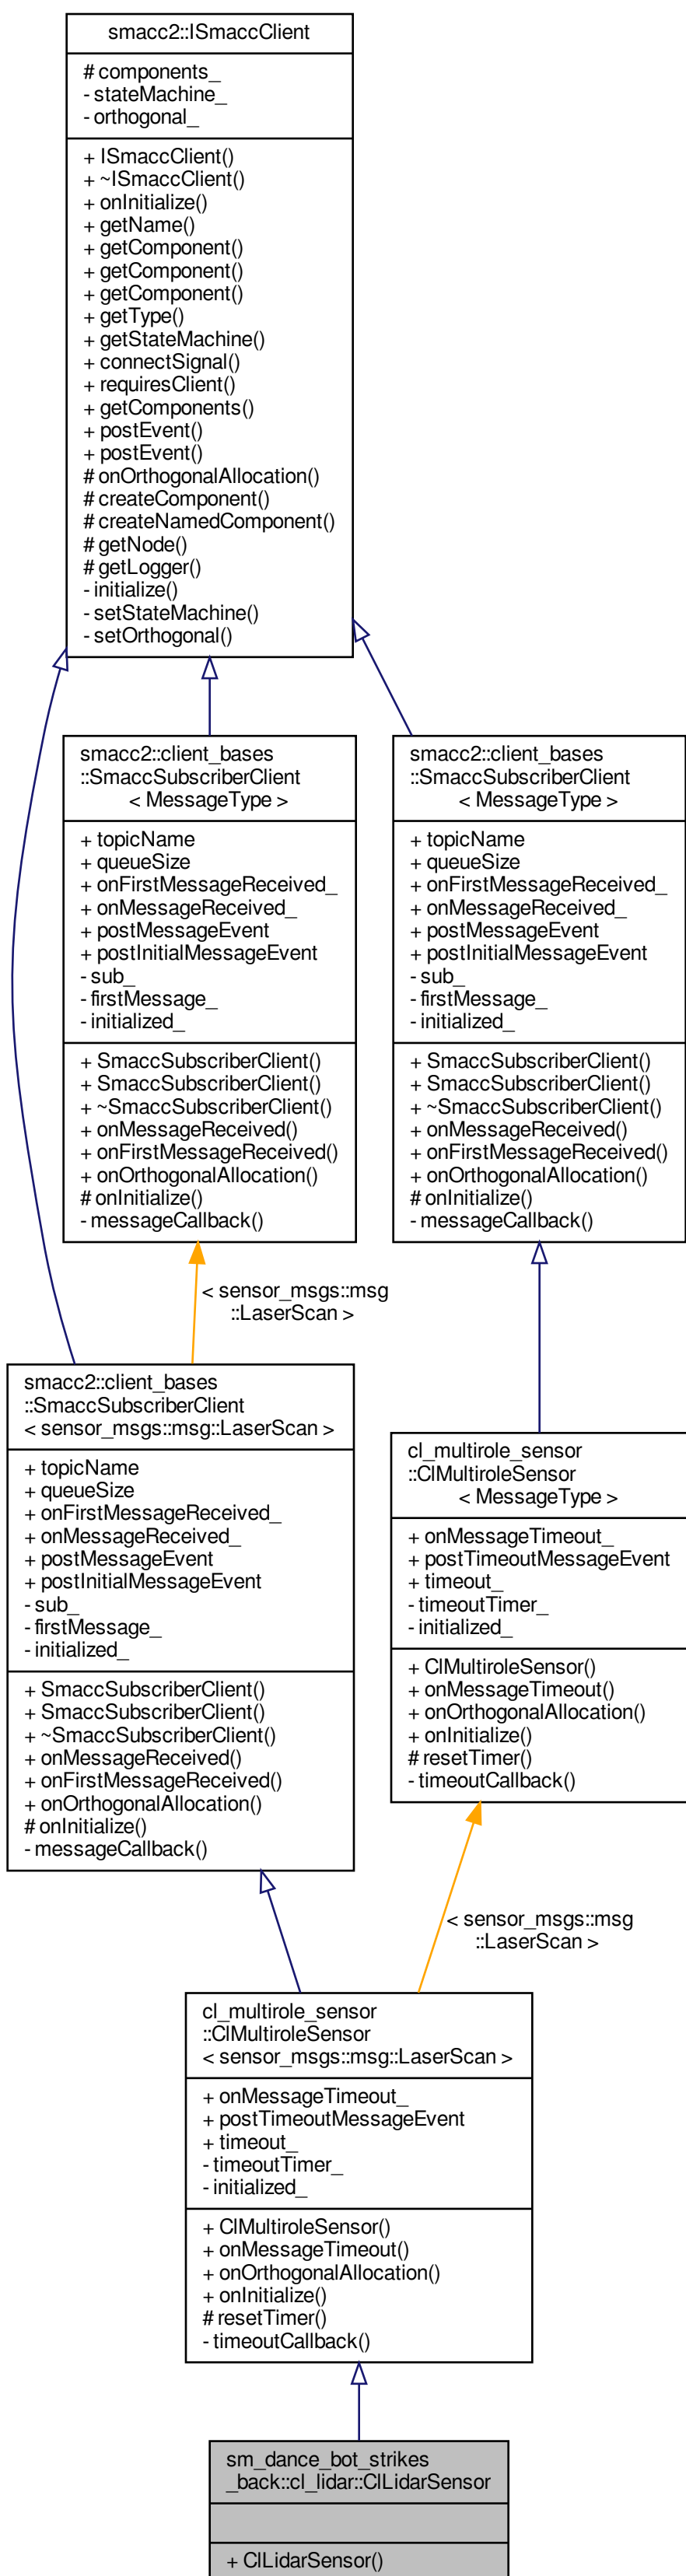 smacc2::ISmaccClient
# components_
- stateMachine_
- orthogonal_
+ ISmaccClient()
+ ~ISmaccClient()
+ onInitialize()
+ getName()
+ getComponent()
+ getComponent()
+ getComponent()
+ getType()
+ getStateMachine()
+ connectSignal()
+ requiresClient()
+ getComponents()
+ postEvent()
+ postEvent()
# onOrthogonalAllocation()
# createComponent()
# createNamedComponent()
# getNode()
# getLogger()
- initialize()
- setStateMachine()
- setOrthogonal()
smacc2::client_bases
::SmaccSubscriberClient
< MessageType >
+ topicName
+ queueSize
+ onFirstMessageReceived_
+ onMessageReceived_
+ postMessageEvent
+ postInitialMessageEvent
- sub_
- firstMessage_
- initialized_
+ SmaccSubscriberClient()
+ SmaccSubscriberClient()
+ ~SmaccSubscriberClient()
+ onMessageReceived()
+ onFirstMessageReceived()
+ onOrthogonalAllocation()
# onInitialize()
- messageCallback()
smacc2::client_bases
::SmaccSubscriberClient
< MessageType >
+ topicName
+ queueSize
+ onFirstMessageReceived_
+ onMessageReceived_
+ postMessageEvent
+ postInitialMessageEvent
- sub_
- firstMessage_
- initialized_
+ SmaccSubscriberClient()
+ SmaccSubscriberClient()
+ ~SmaccSubscriberClient()
+ onMessageReceived()
+ onFirstMessageReceived()
+ onOrthogonalAllocation()
# onInitialize()
- messageCallback()
< sensor_msgs::msg
::LaserScan >
smacc2::client_bases
::SmaccSubscriberClient
< sensor_msgs::msg::LaserScan >
+ topicName
+ queueSize
+ onFirstMessageReceived_
+ onMessageReceived_
+ postMessageEvent
+ postInitialMessageEvent
- sub_
- firstMessage_
- initialized_
+ SmaccSubscriberClient()
+ SmaccSubscriberClient()
+ ~SmaccSubscriberClient()
+ onMessageReceived()
+ onFirstMessageReceived()
+ onOrthogonalAllocation()
# onInitialize()
- messageCallback()
cl_multirole_sensor
::ClMultiroleSensor
< MessageType >
+ onMessageTimeout_
+ postTimeoutMessageEvent
+ timeout_
- timeoutTimer_
- initialized_
+ ClMultiroleSensor()
+ onMessageTimeout()
+ onOrthogonalAllocation()
+ onInitialize()
# resetTimer()
- timeoutCallback()
< sensor_msgs::msg
::LaserScan >
cl_multirole_sensor
::ClMultiroleSensor
< sensor_msgs::msg::LaserScan >
+ onMessageTimeout_
+ postTimeoutMessageEvent
+ timeout_
- timeoutTimer_
- initialized_
+ ClMultiroleSensor()
+ onMessageTimeout()
+ onOrthogonalAllocation()
+ onInitialize()
# resetTimer()
- timeoutCallback()
sm_dance_bot_strikes
_back::cl_lidar::ClLidarSensor
+ ClLidarSensor()